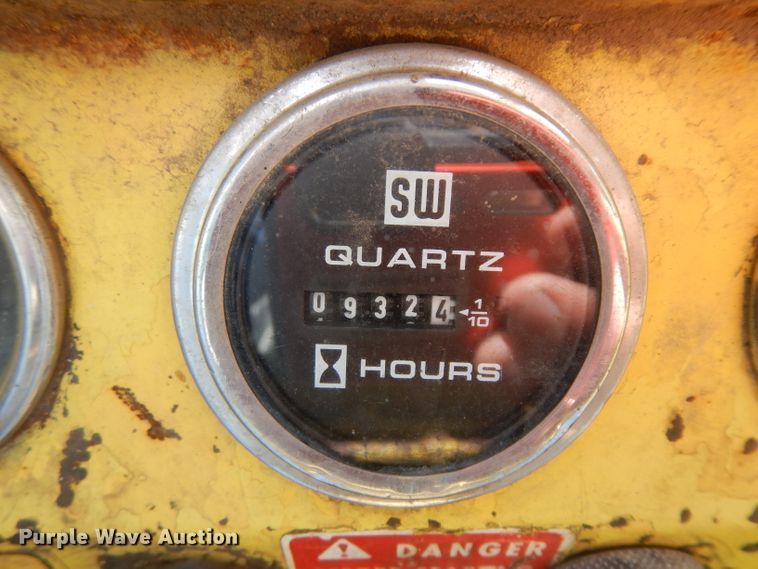 SW
QUARTZ
09324 1/10
HOURS
DANGER
Purple Wave Auction